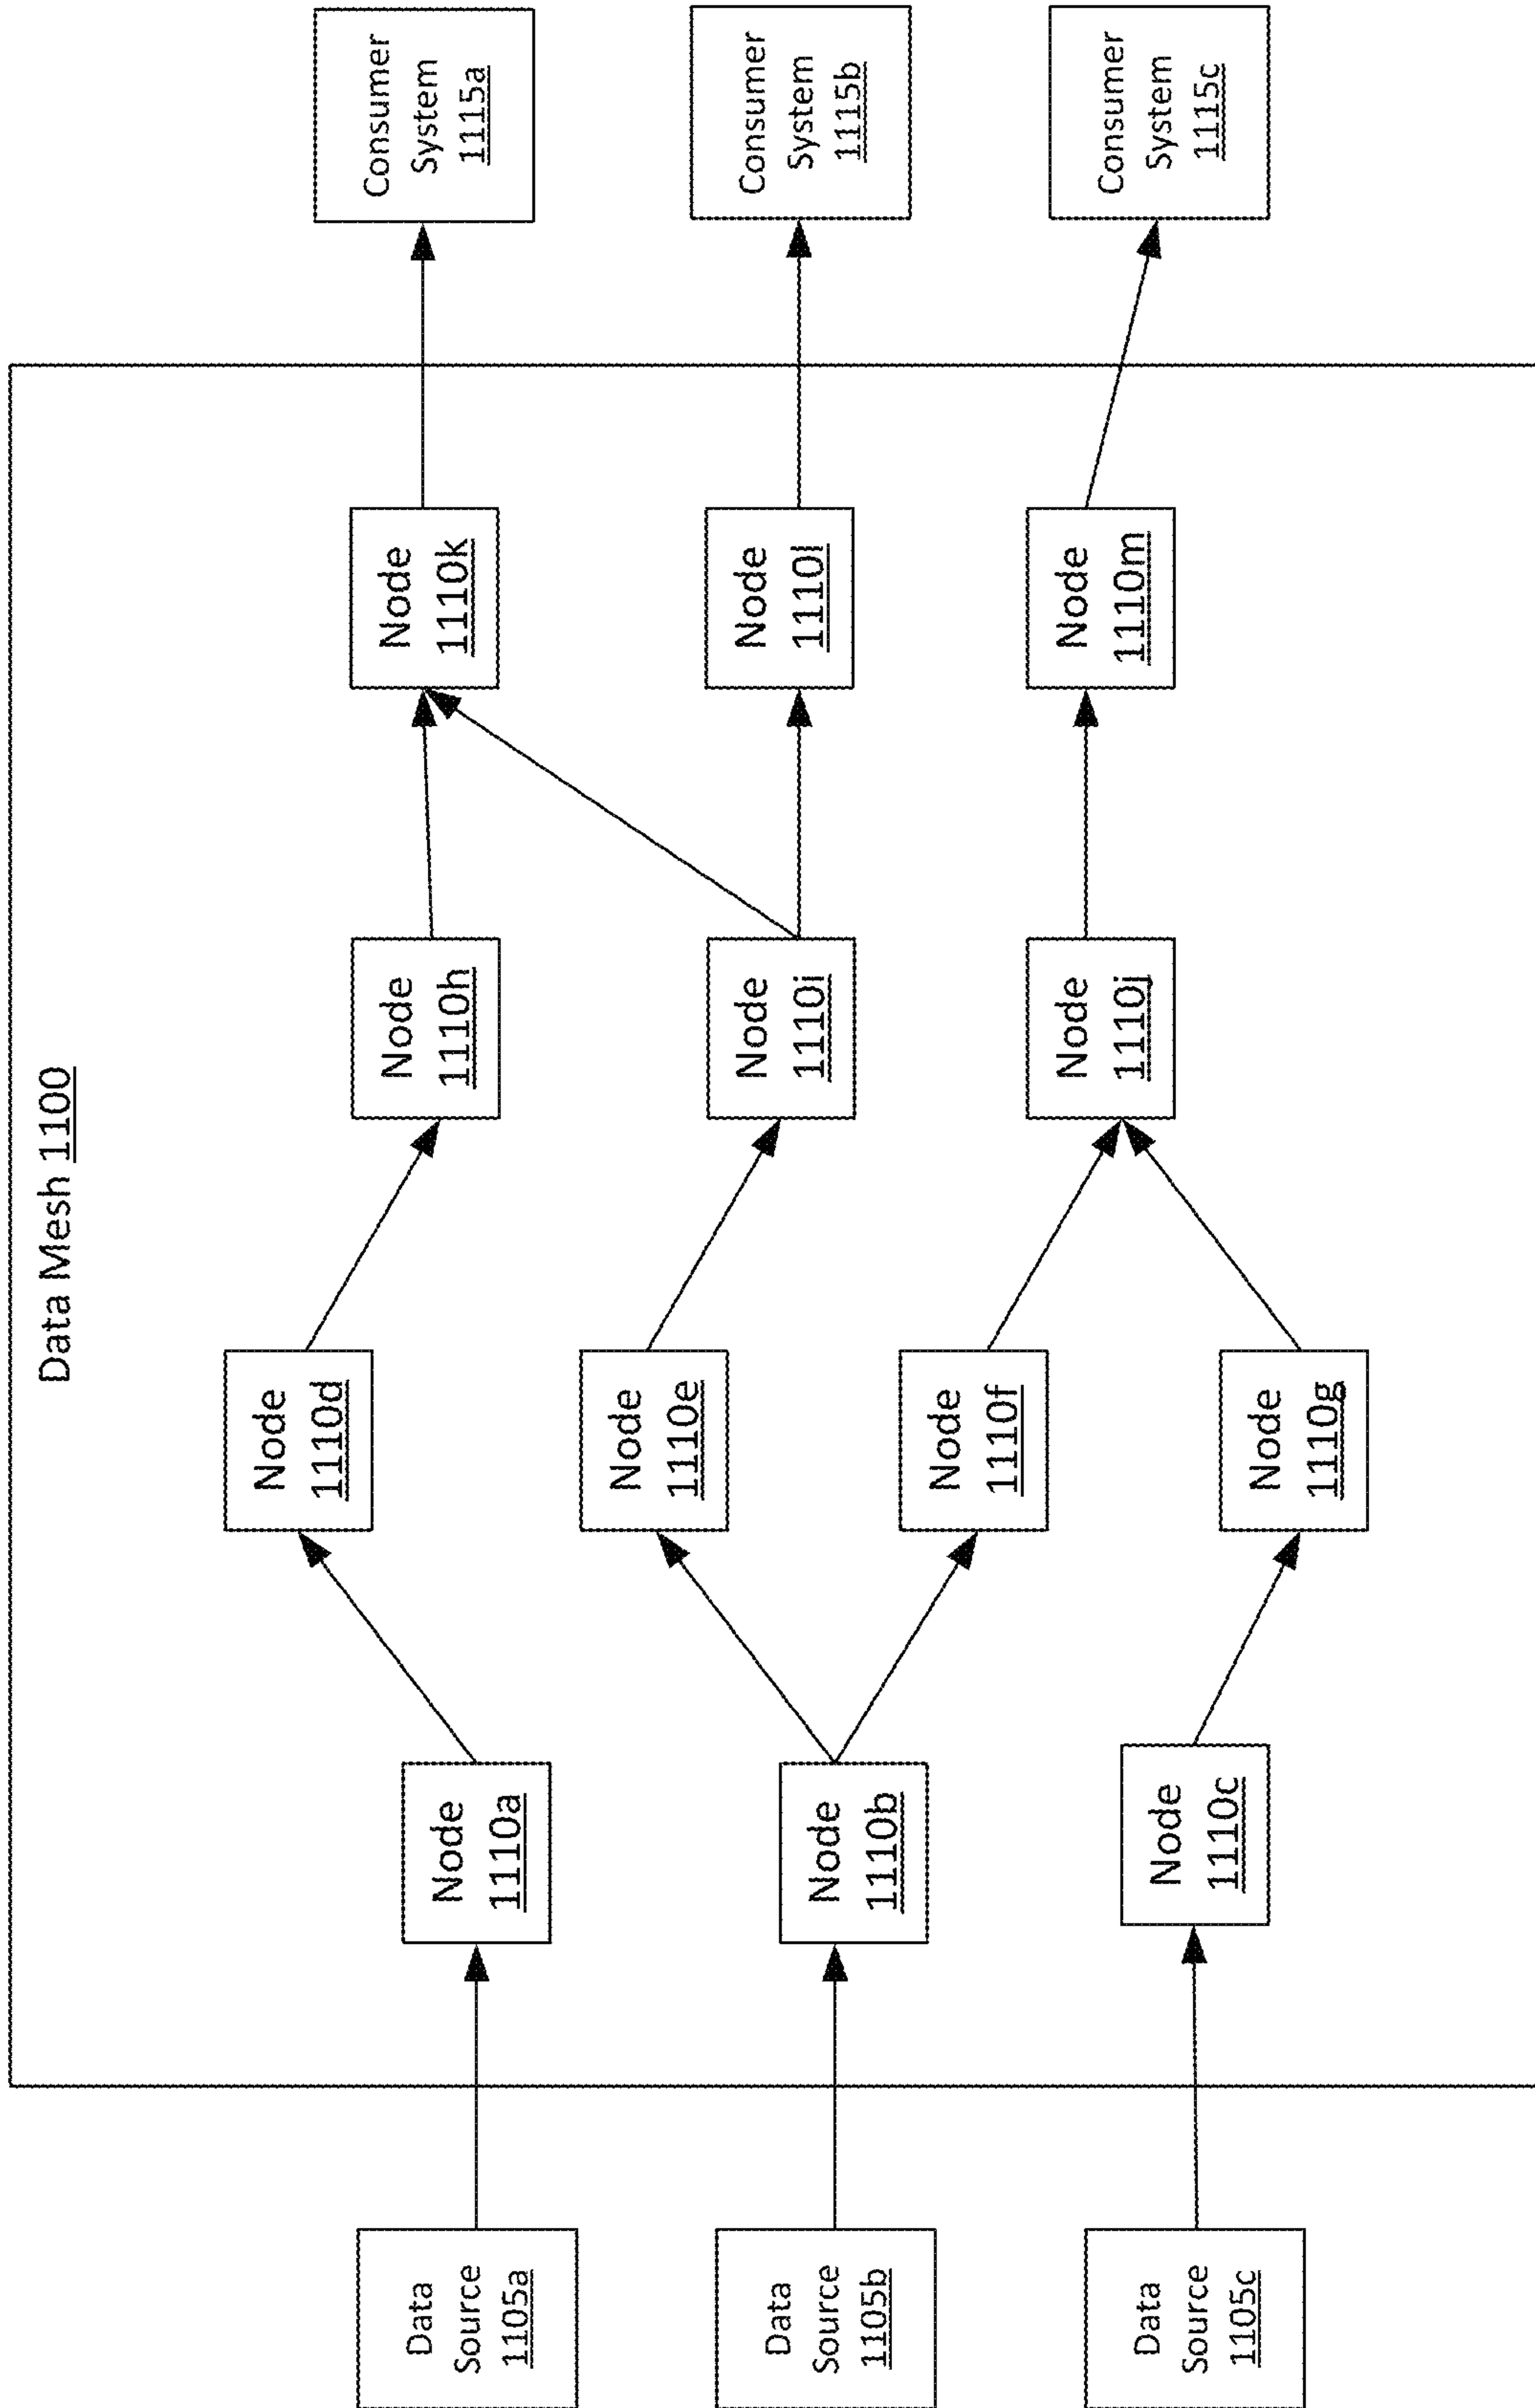 Data Mesh 1100
Data
Source
1105a
Data
Source
1105b
Data
Source
1105c
Node
1110a
Node
1110b
Node
1110c
Node
1110d
Node
1110e
Node
1110f
Node
1110g
Node
1110h
Node
1110i
Node
1110j
Node
1110k
Node
1110l
Node
1110m
Consumer
System
1115a
Consumer
System
1115b
Consumer
System
1115c